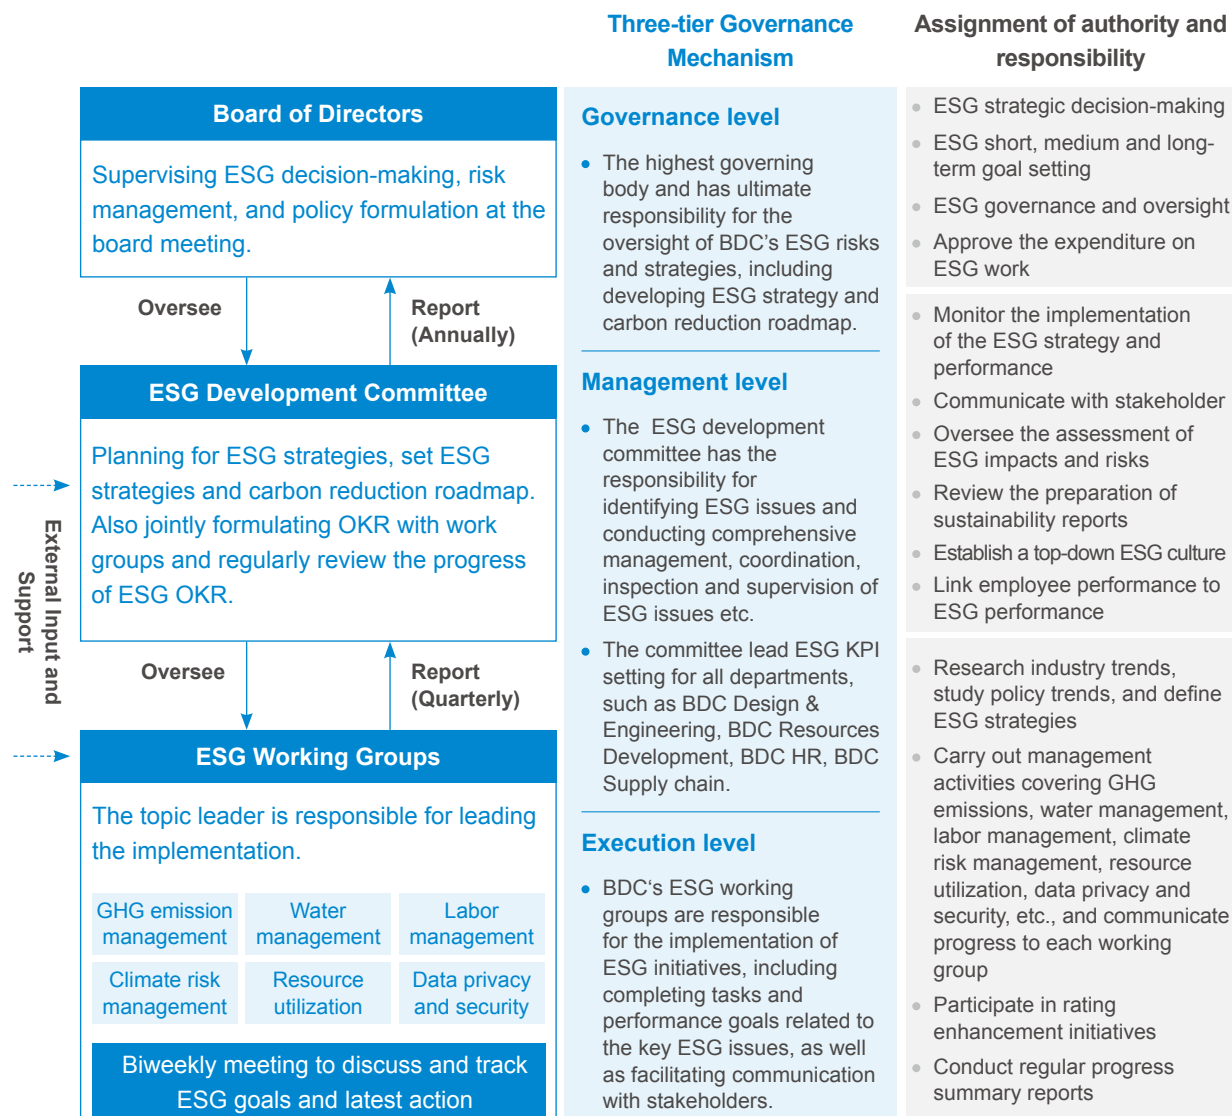 Three-tier Governance
Mechanism
Assignment of authority and
responsibility
Board of Directors
Supervising ESG decision-making, risk
management, and policy formulation at the
board meeting.
Oversee
Report
(Annually)
ESG Development Committee
Planning for ESG strategies, set ESG
strategies and carbon reduction roadmap.
Also jointly formulating OKR with work
groups and regularly review the progress
of ESG OKR.
External Input and
Support
Oversee
Report
(Quarterly)
ESG Working Groups
The topic leader is responsible for leading
the implementation.
GHG emission
management
Water
management
Labor
management
Climate risk
management
Resource
utilization
Data privacy
and security
Biweekly meeting to discuss and track
ESG goals and latest action
Governance level
• The highest governing
body and has ultimate
responsibility for the
oversight of BDC's ESG risks
and strategies, including
developing ESG strategy and
carbon reduction roadmap.
Management level
• The ESG development
committee has the
responsibility for
identifying ESG issues and
conducting comprehensive
management, coordination,
inspection and supervision of
ESG issues etc.
• The committee lead ESG KPI
setting for all departments,
such as BDC Design &
Engineering, BDC Resources
Development, BDC HR, BDC
Supply chain.
Execution level
• BDC‘s ESG working
groups are responsible
for the implementation of
ESG initiatives, including
completing tasks and
performance goals related to
the key ESG issues, as well
as facilitating communication
with stakeholders.
• ESG strategic decision-making
• ESG short, medium and long-
term goal setting
• ESG governance and oversight
• Approve the expenditure on
ESG work
• Monitor the implementation
of the ESG strategy and
performance
• Communicate with stakeholder
• Oversee the assessment of
ESG impacts and risks
• Review the preparation of
sustainability reports
• Establish a top-down ESG culture
• Link employee performance to
ESG performance
• Research industry trends,
study policy trends, and define
ESG strategies
• Carry out management
activities covering GHG
emissions, water management,
labor management, climate
risk management, resource
utilization, data privacy and
security, etc., and communicate
progress to each working
group
• Participate in rating
enhancement initiatives
• Conduct regular progress
summary reports